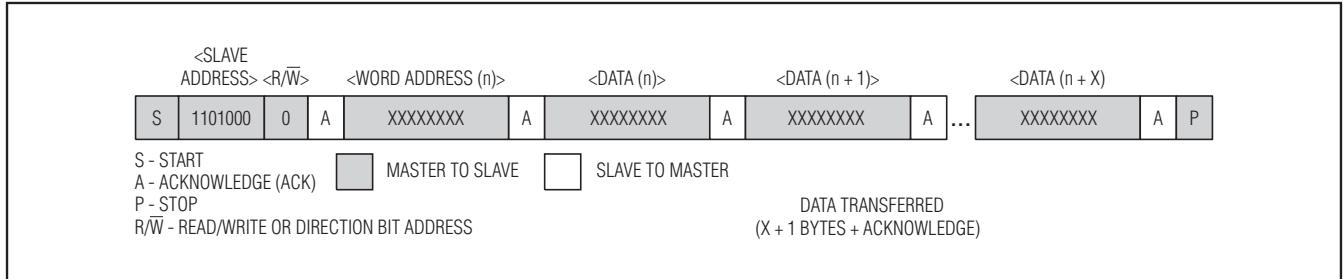 <SLAVE
ADDRESS> <R/W̅> <WORD ADDRESS (n)> <DATA (n)> <DATA (n + 1)> <DATA (n + X)
S 1101000 0 A XXXXXXXX A XXXXXXXX A XXXXXXXX A ... XXXXXXXX A P
S - START
A - ACKNOWLEDGE (ACK) MASTER TO SLAVE SLAVE TO MASTER
P - STOP
R/W̅ - READ/WRITE OR DIRECTION BIT ADDRESS
DATA TRANSFERRED
(X + 1 BYTES + ACKNOWLEDGE)